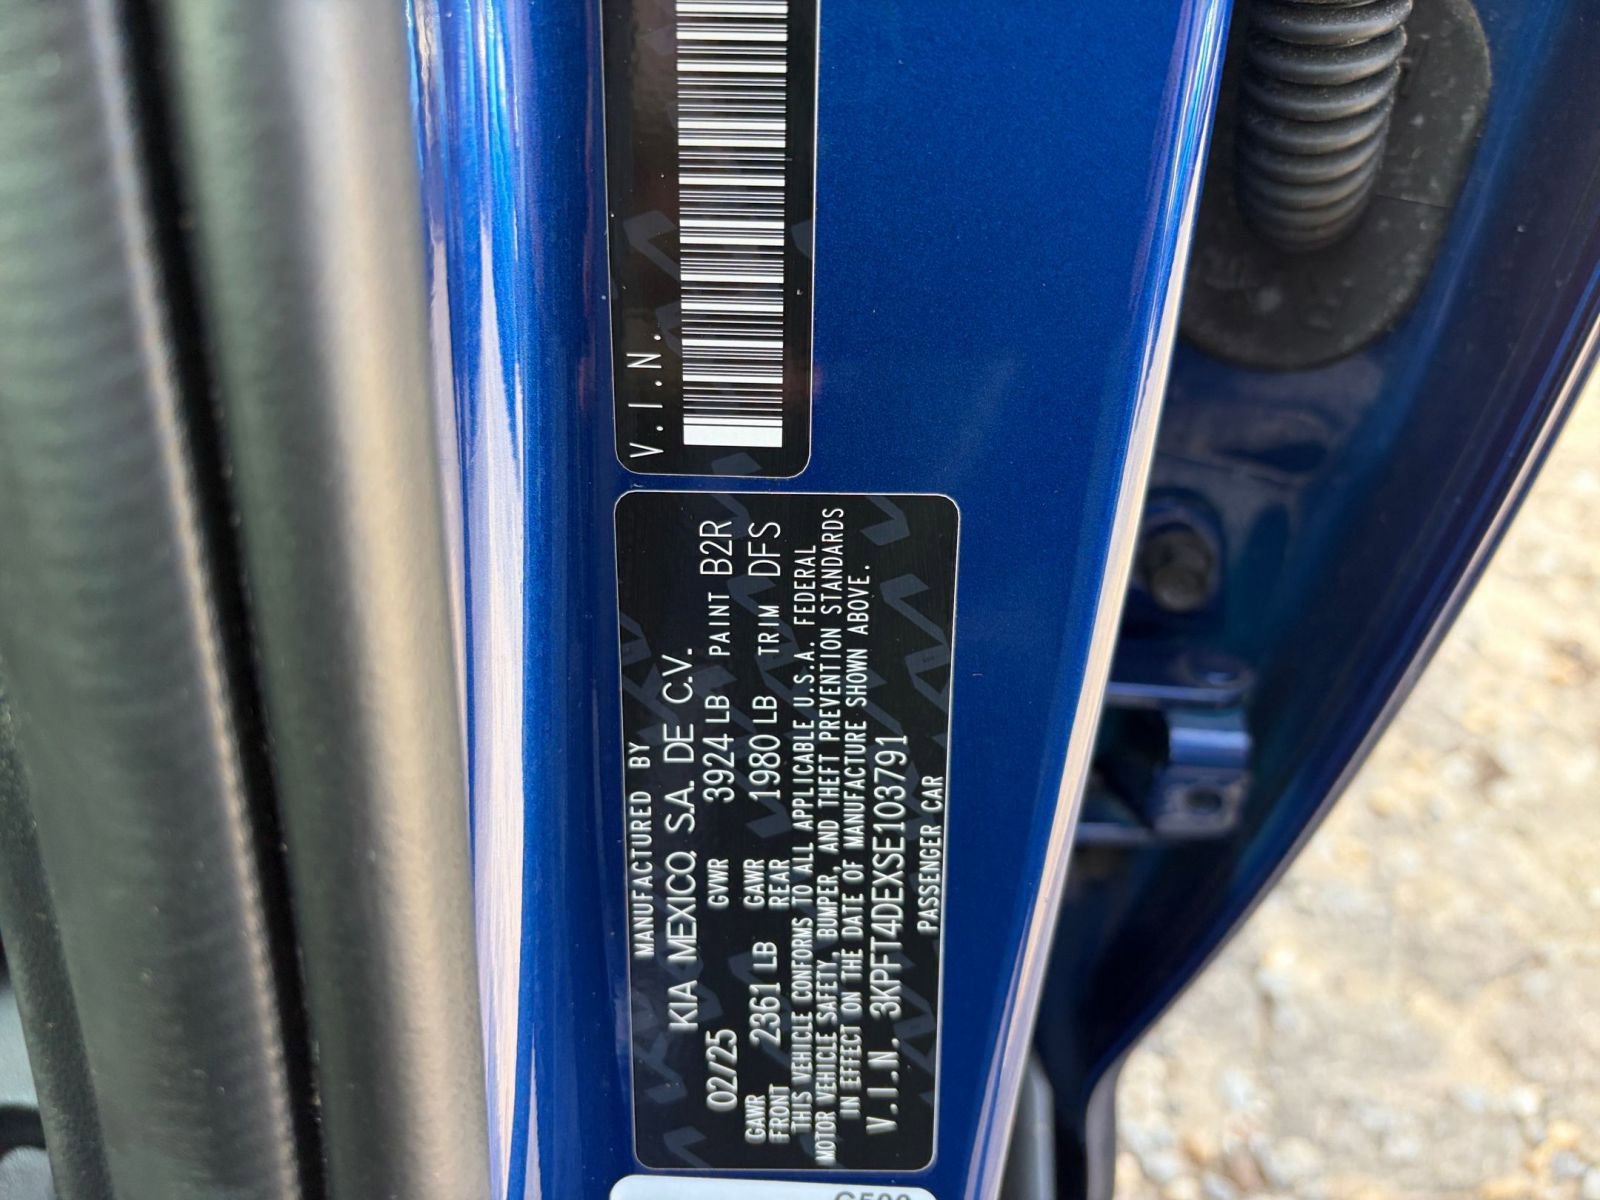 V.I.N.
MANUFACTURED BY
KIA MEXICO, S.A. DE C.V.
02/25 GVWR 3924 LB PAINT B2R
GAWR FRONT 2361 LB GAWR REAR 1980 LB TRIM DFS
THIS VEHICLE CONFORMS TO ALL APPLICABLE U.S.A. FEDERAL
MOTOR VEHICLE SAFETY, BUMPER, AND THEFT PREVENTION STANDARDS
IN EFFECT ON THE DATE OF MANUFACTURE SHOWN ABOVE.
V.I.N. 3KPFT4DEXSE103791
PASSENGER CAR